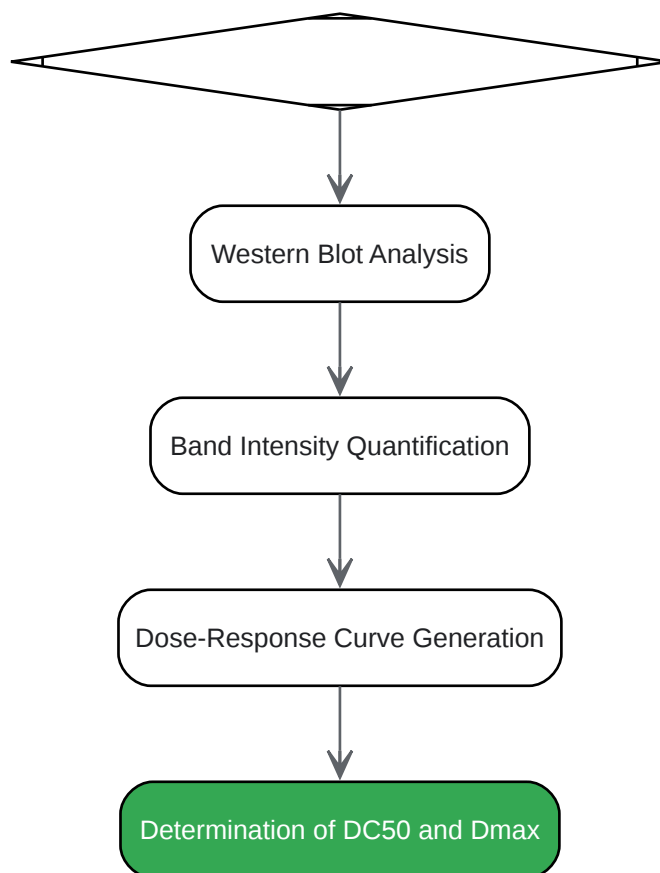 Western Blot Analysis
Band Intensity Quantification
Dose-Response Curve Generation
Determination of DC50 and Dmax